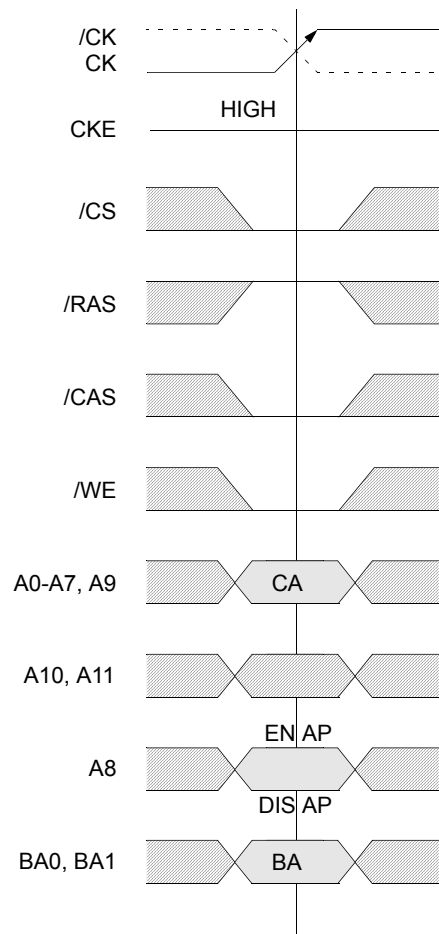 /CK
CK
HIGH
CKE
/CS
/RAS
/CAS
/WE
A0-A7, A9
CA
A10, A11
EN AP
A8
DIS AP
BA0, BA1
BA